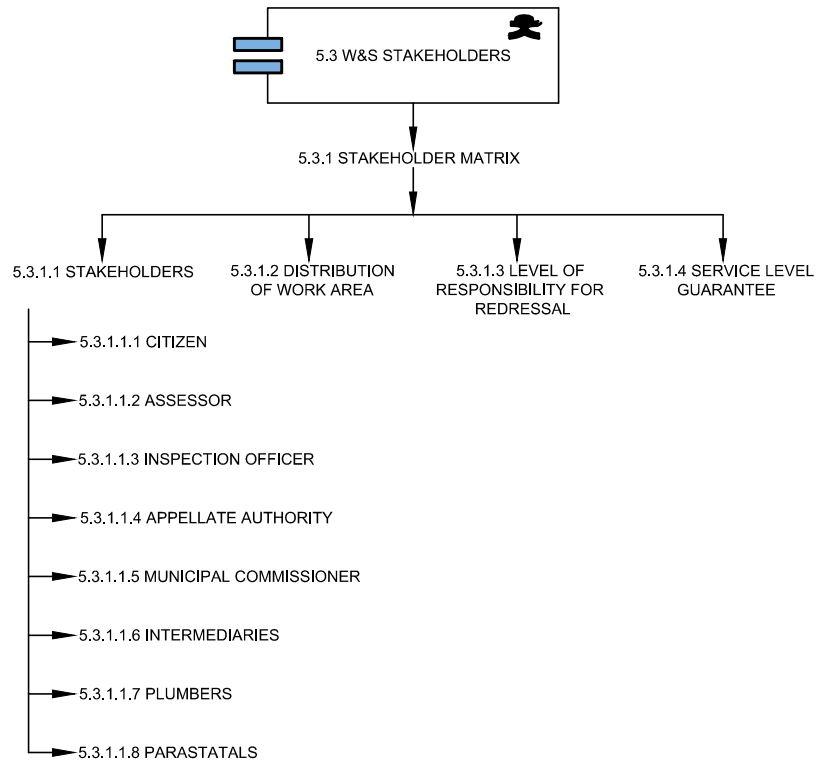 5.3 W&S STAKEHOLDERS
5.3.1 STAKEHOLDER MATRIX
5.3.1.1 STAKEHOLDERS
5.3.1.2 DISTRIBUTION
OF WORK AREA
5.3.1.3 LEVEL OF
RESPONSIBILITY FOR
REDRESSAL
5.3.1.4 SERVICE LEVEL
GUARANTEE
5.3.1.1.1 CITIZEN
5.3.1.1.2 ASSESSOR
5.3.1.1.3 INSPECTION OFFICER
5.3.1.1.4 APPELLATE AUTHORITY
5.3.1.1.5 MUNICIPAL COMMISSIONER
5.3.1.1.6 INTERMEDIARIES
5.3.1.1.7 PLUMBERS
5.3.1.1.8 PARASTATALS